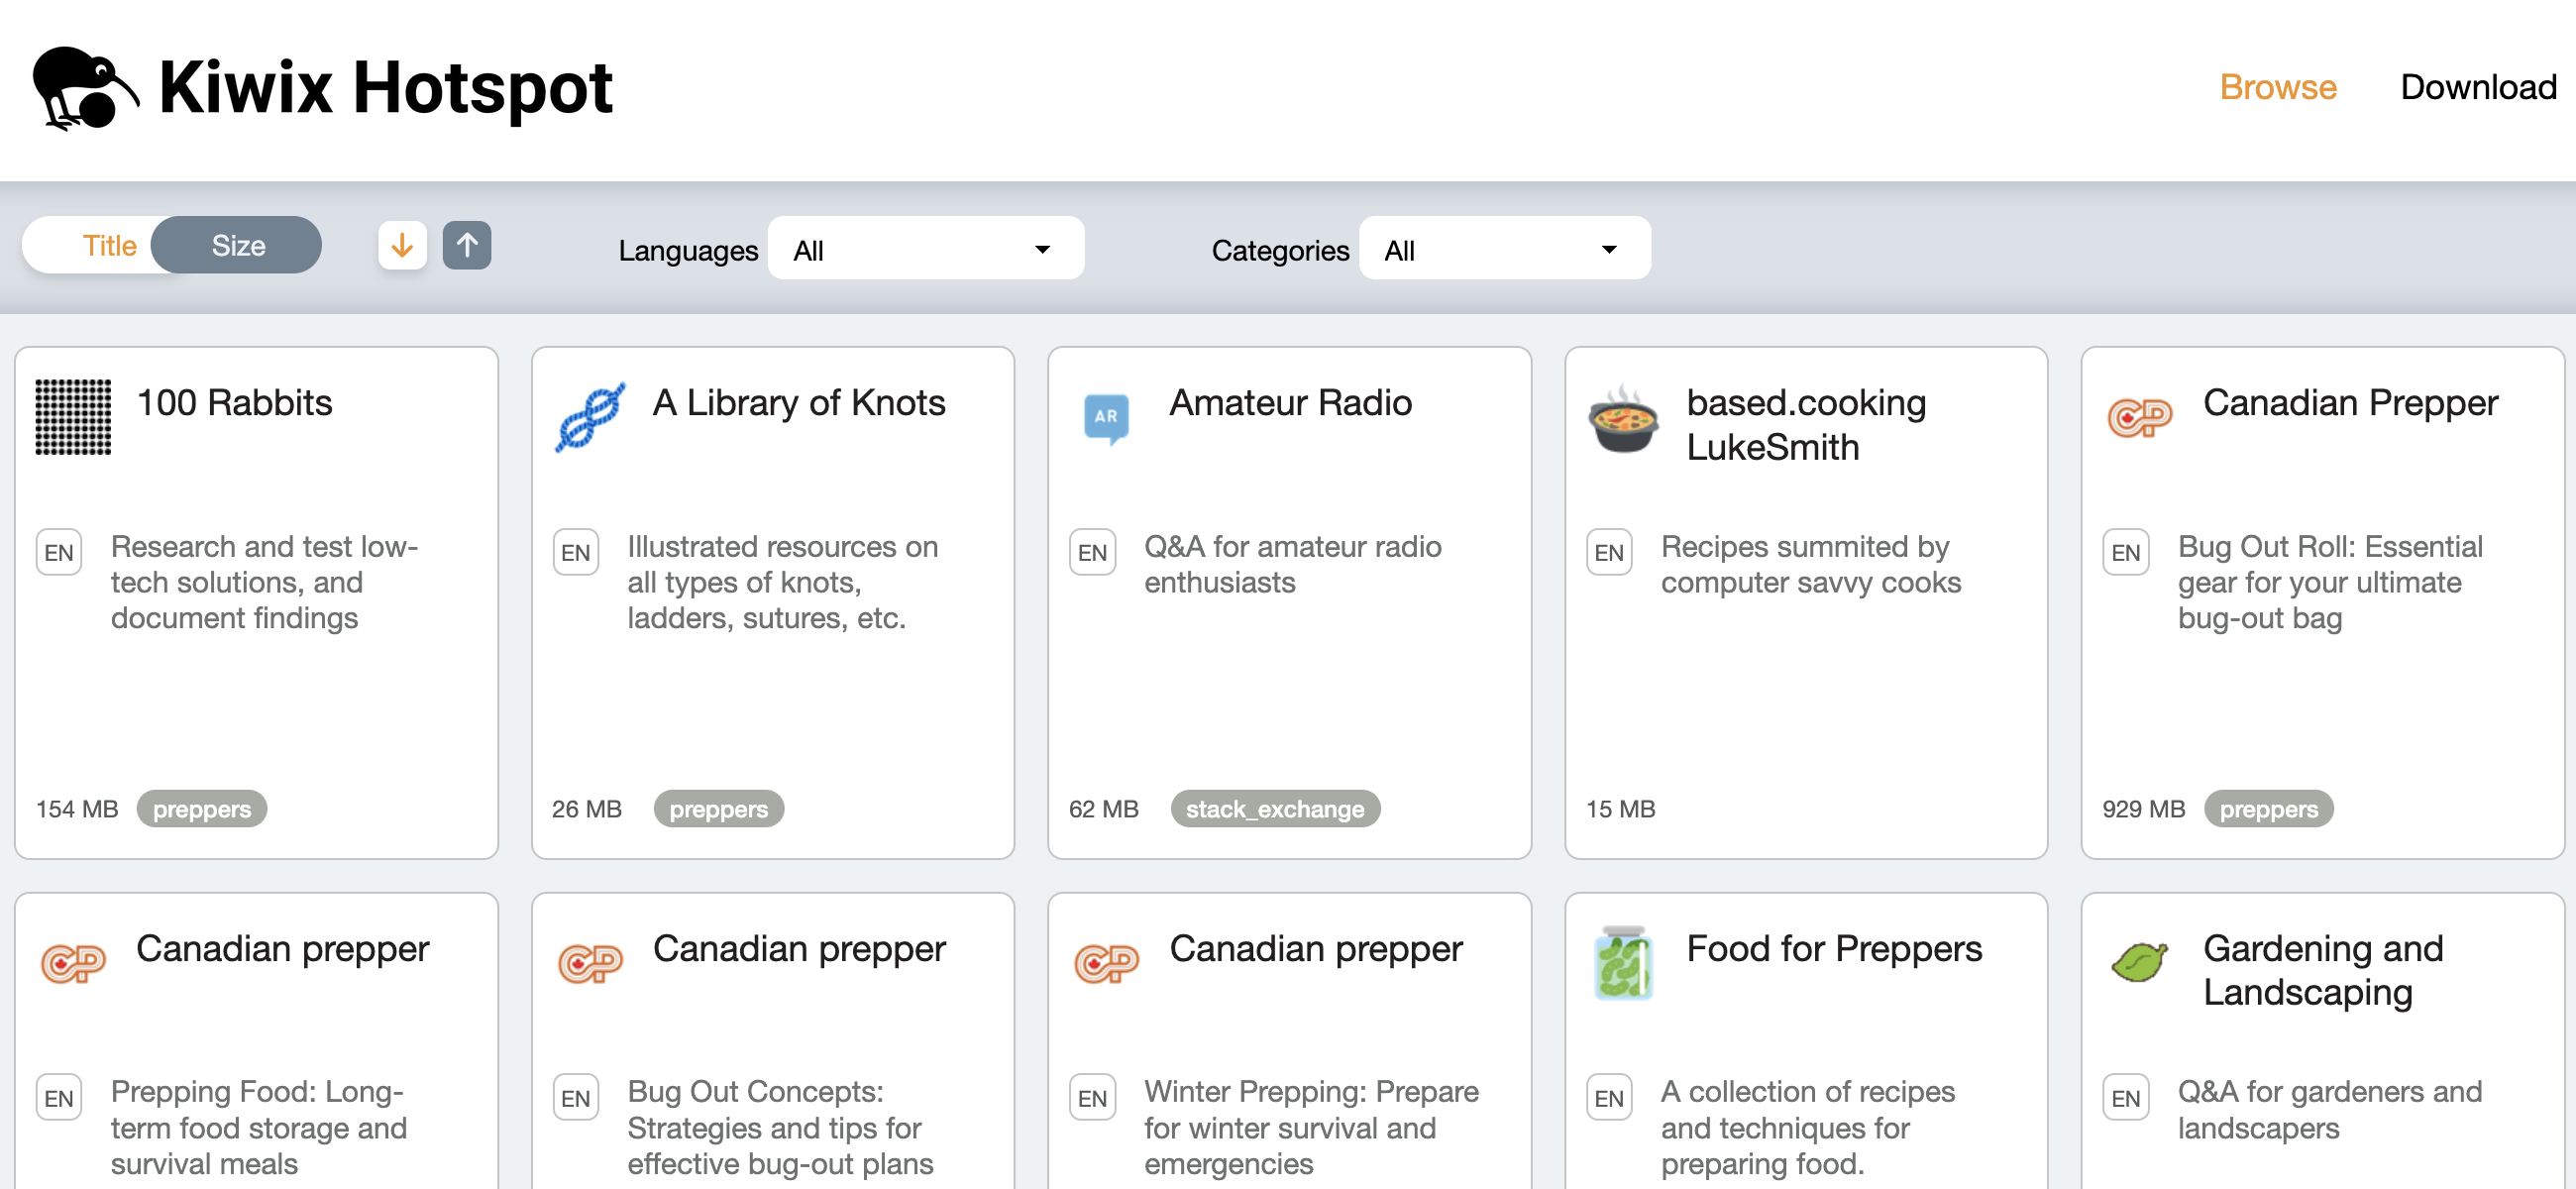 Kiwix Hotspot
Browse
Download
Title
Size
Languages
All
Categories
All
100 Rabbits
EN
Research and test low-
tech solutions, and
document findings
154 MB
preppers
A Library of Knots
EN
Illustrated resources on
all types of knots,
ladders, sutures, etc.
26 MB
preppers
AR
Amateur Radio
EN
Q&A for amateur radio
enthusiasts
62 MB
stack_exchange
based.cooking
LukeSmith
EN
Recipes summited by
computer savvy cooks
15 MB
CP
Canadian Prepper
EN
Bug Out Roll: Essential
gear for your ultimate
bug-out bag
929 MB
preppers
CP
Canadian prepper
EN
Prepping Food: Long-
term food storage and
survival meals
CP
Canadian prepper
EN
Bug Out Concepts:
Strategies and tips for
effective bug-out plans
CP
Canadian prepper
EN
Winter Prepping: Prepare
for winter survival and
emergencies
Food for Preppers
EN
A collection of recipes
and techniques for
preparing food.
Gardening and
Landscaping
EN
Q&A for gardeners and
landscapers